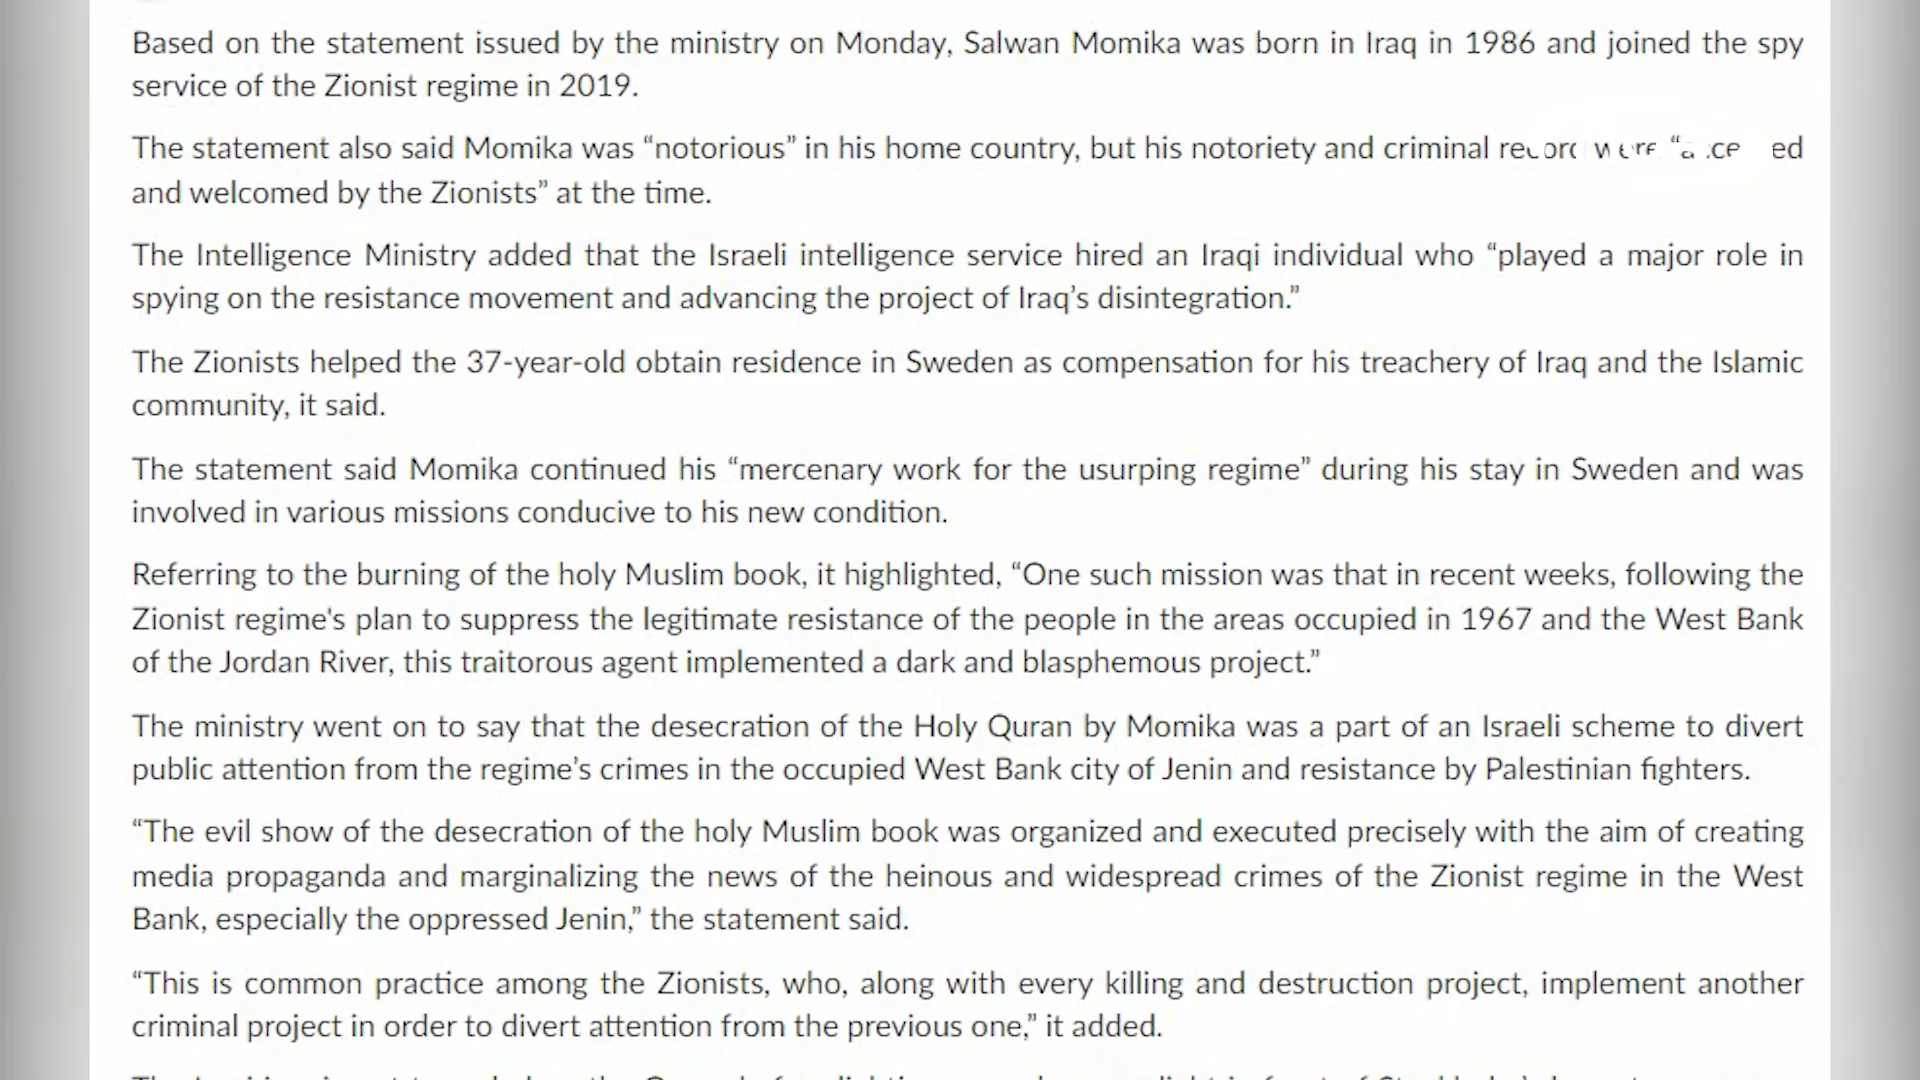 Based on the statement issued by the ministry on Monday, Salwan Momika was born in Iraq in 1986 and joined the spy
service of the Zionist regime in 2019.
The statement also said Momika was “notorious” in his home country, but his notoriety and criminal record were
and welcomed by the Zionists” at the time.
The Intelligence Ministry added that the Israeli intelligence service hired an Iraqi individual who “played a major role in
spying on the resistance movement and advancing the project of Iraq’s disintegration.”
The Zionists helped the 37-year-old obtain residence in Sweden as compensation for his treachery of Iraq and the Islamic
community, it said.
The statement said Momika continued his “mercenary work for the usurping regime” during his stay in Sweden and was
involved in various missions conducive to his new condition.
Referring to the burning of the holy Muslim book, it highlighted, “One such mission was that in recent weeks, following the
Zionist regime's plan to suppress the legitimate resistance of the people in the areas occupied in 1967 and the West Bank
of the Jordan River, this traitorous agent implemented a dark and blasphemous project.”
The ministry went on to say that the desecration of the Holy Quran by Momika was a part of an Israeli scheme to divert
public attention from the regime’s crimes in the occupied West Bank city of Jenin and resistance by Palestinian fighters.
“The evil show of the desecration of the holy Muslim book was organized and executed precisely with the aim of creating
media propaganda and marginalizing the news of the heinous and widespread crimes of the Zionist regime in the West
Bank, especially the oppressed Jenin,” the statement said.
“This is common practice among the Zionists, who, along with every killing and destruction project, implement another
criminal project in order to divert attention from the previous one,” it added.